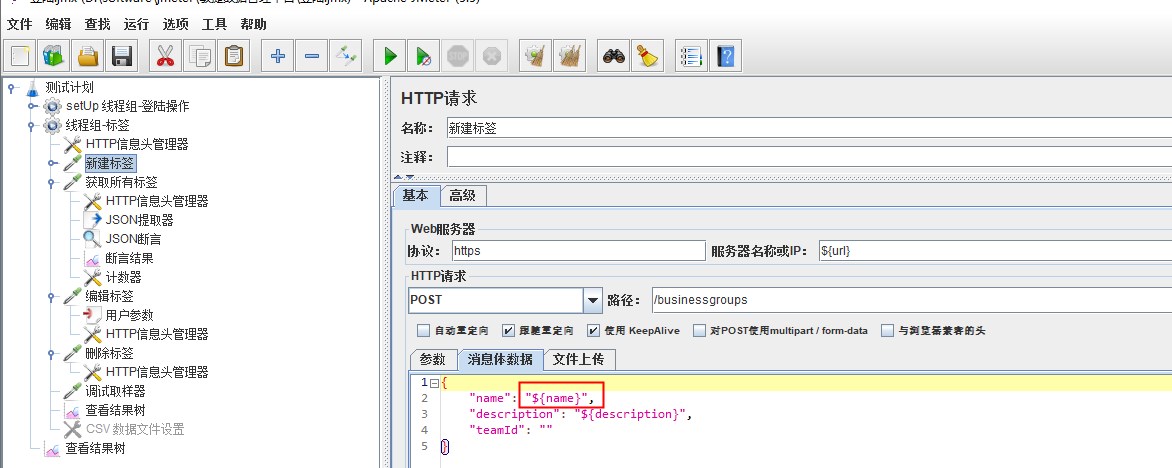 文件 编辑 查找 运行 选项 工具 帮助
STOP
测试计划
setUp 线程组-登陆操作
线程组-标签
HTTP信息头管理器
新建标签
获取所有标签
HTTP信息头管理器
JSON提取器
JSON断言
断言结果
计数器
编辑标签
用户参数
HTTP信息头管理器
删除标签
HTTP信息头管理器
调试取样器
查看结果树
CSV 数据文件设置
查看结果树
HTTP请求
名称： 新建标签
注释：
基本 高级
Web服务器
协议： https 服务器名称或IP： ${url}
HTTP请求
POST 路径： /businessgroups
自动重定向 跟随重定向 使用 KeepAlive 对POST使用multipart / form-data 与浏览器兼容的头
参数 消息体数据 文件上传
1 {
2 "name": "${name}",
3 "description": "${description}",
4 "teamId": ""
5 }